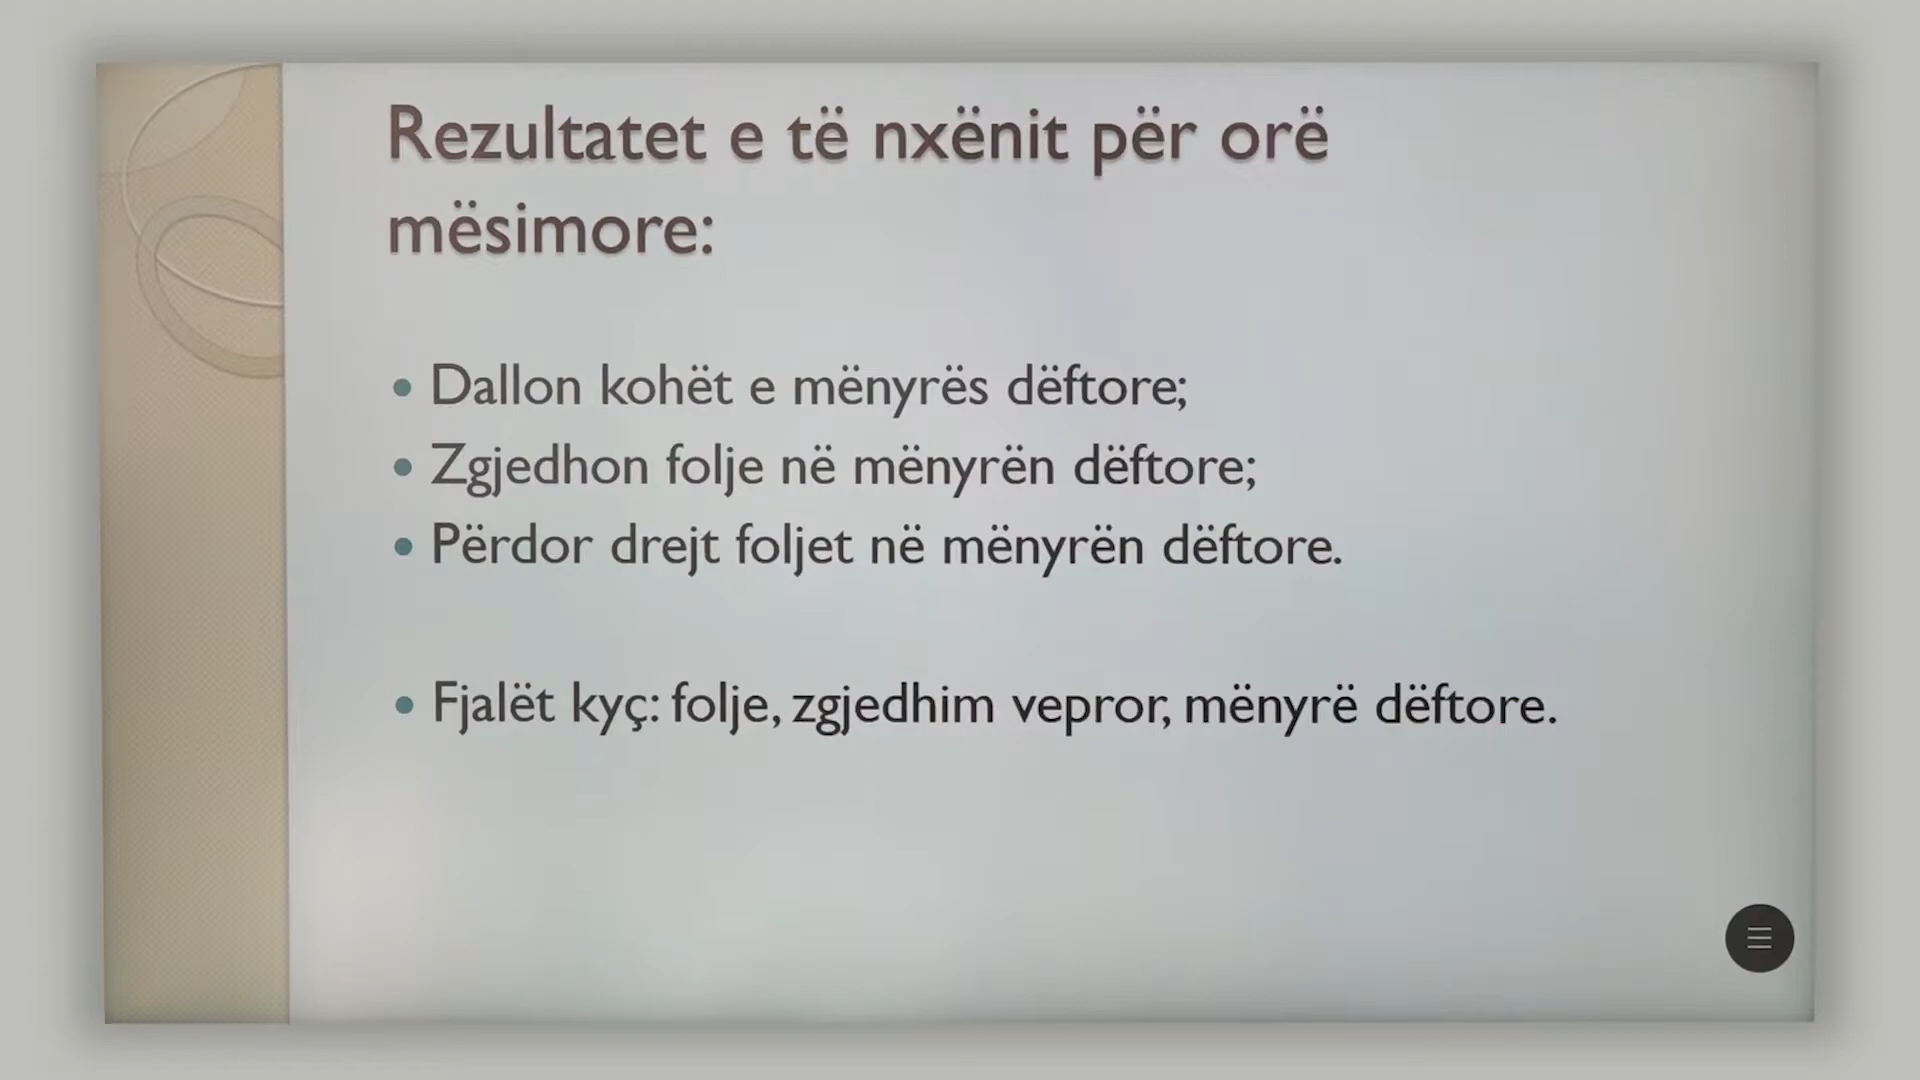 Rezultatet e të nxënit për orë
mësimore:
• Dallon kohët e mënyrës dëftore;
• Zgjedhon folje në mënyrën dëftore;
• Përdor drejt foljet në mënyrën dëftore.
• Fjalët kyç: folje, zgjedhim vepror, mënyrë dëftore.